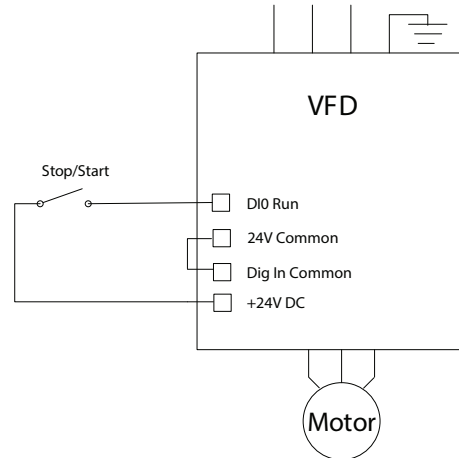 VFD
Stop/Start
DI0 Run
24V Common
Dig In Common
+24V DC
Motor